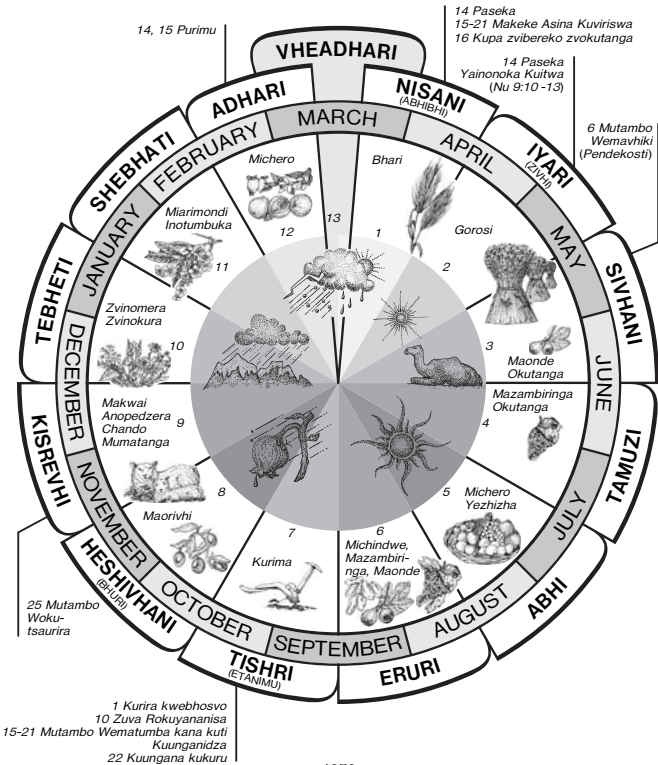 14, 15 Purimu
14 Paseka
15-21 Makeke Asina Kuviriswa
16 Kupa zvibereko zvokutanga
14 Paseka
Yainonoka Kuitwa
(Nu 9:10 -13)
6 Mutambo
Wemavhiki
(Pendekosti)
VHEADHARI
NISANI
(ABHIBHI)
IYARI
(ZIVHI)
SIVHANI
TAMUZI
ABHI
ERURI
TISHRI
(ETANIMU)
HESHIVHANI
(BHURI)
KISREVHI
TEBHETI
SHEBHATI
ADHARI
MARCH
APRIL
MAY
JUNE
JULY
AUGUST
SEPTEMBER
OCTOBER
NOVEMBER
DECEMBER
JANUARY
FEBRUARY
Bhari
1
Gorosi
2
3
Maonde
Okutanga
Mazambiringa
Okutanga
4
5
Michero
Yezhizha
6
Michindwe,
Mazambiri-
nga, Maonde
7
Kurima
8
Maorivhi
Makwai
Anopedzera
Chando
Mumatanga
9
Zvinomera
Zvinokura
10
Miarimondi
Inotumbuka
11
Michero
12
13
25 Mutambo
Woku-
tsaurira
1 Kurira kwebhosvo
10 Zuva Rokuyananisa
15-21 Mutambo Wematumba kana kuti
Kuunganidza
22 Kuungana kukuru